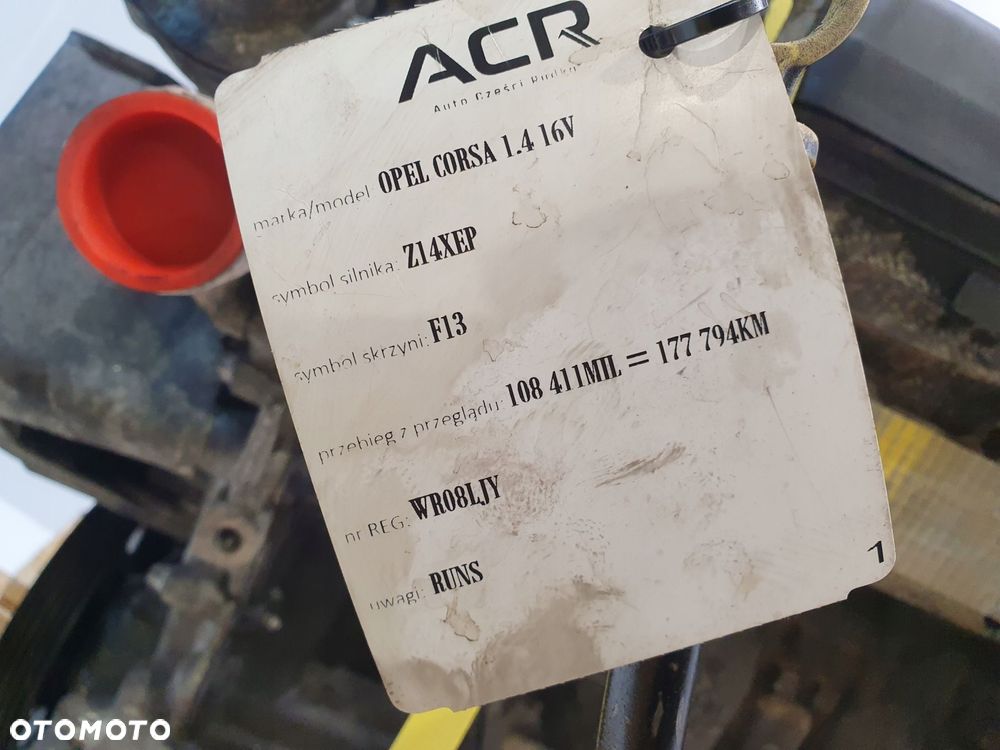 ACR
Auto Części Rudka
marka/model: OPEL CORSA 1.4 16V
symbol silnika: Z14XEP
symbol skrzyni: F13
przebieg z przeglądu: 108 411MIL = 177 794KM
nr REG: WR08LJY
uwagi: RUNS
1
OTOMOTO